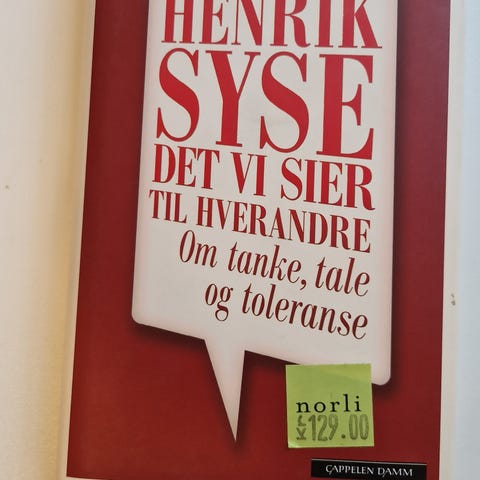 HENRIK
SYSE
DET VI SIER
TIL HVERANDRE
Om tanke, tale
og toleranse
norli
Kr 129.00
CAPPELEN DAMM